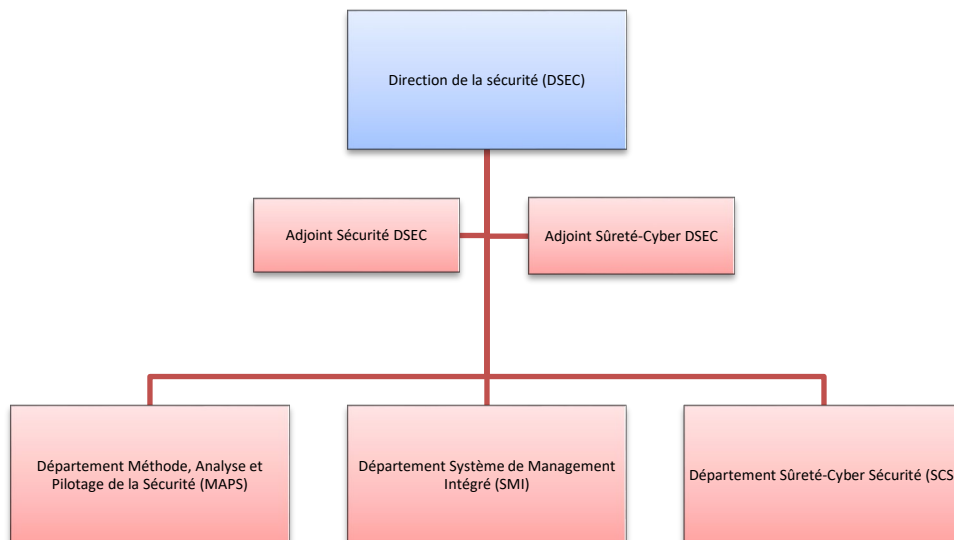 Direction de la sécurité (DSEC)
Adjoint Sécurité DSEC
Adjoint Sûreté-Cyber DSEC
Département Méthode, Analyse et
Pilotage de la Sécurité (MAPS)
Département Système de Management
Intégré (SMI)
Département Sûreté-Cyber Sécurité (SCS